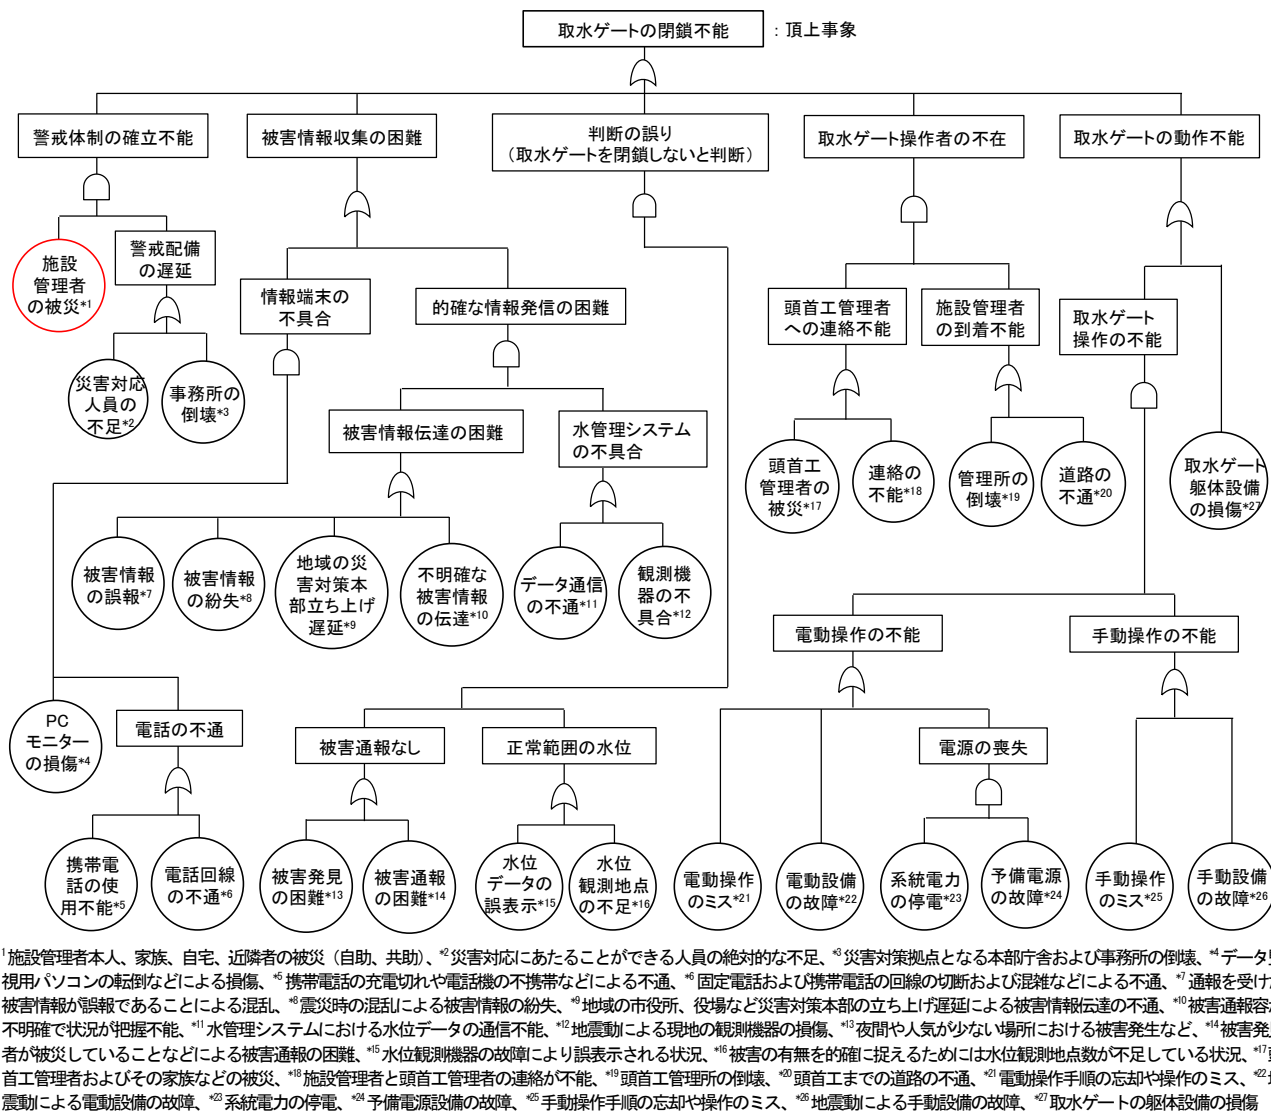 取水ゲートの閉鎖不能
：頂上事象
警戒体制の確立不能
被害情報収集の困難
判断の誤り
（取水ゲートを閉鎖しないと判断）
取水ゲート操作者の不在
取水ゲートの動作不能
施設
管理者
の被災*1
警戒配備
の遅延
災害対応
人員の
不足*2
事務所の
倒壊*3
情報端末の
不具合
的確な情報発信の困難
被害情報伝達の困難
水管理システム
の不具合
頭首工管理者
への連絡不能
施設管理者
の到着不能
取水ゲート
操作の不能
頭首工
管理者の
被災*17
連絡の
不能*18
管理所の
倒壊*19
道路の
不通*20
取水ゲート
躯体設備
の損傷*27
被害情報
の誤報*7
被害情報
の紛失*8
地域の災
害対策本
部立ち上げ
遅延*9
不明確な
被害情報
の伝達*10
データ通信
の不通*11
観測機
器の不
具合*12
電動操作の不能
手動操作の不能
PC
モニター
の損傷*4
電話の不通
被害通報なし
正常範囲の水位
電源の喪失
携帯電
話の使
用不能*5
電話回線
の不通*6
被害発見
の困難*13
被害通報
の困難*14
水位
データの
誤表示*15
水位
観測地点
の不足*16
電動操作
のミス*21
電動設備
の故障*22
系統電力
の停電*23
予備電源
の故障*24
手動操作
のミス*25
手動設備
の故障*26
1施設管理者本人、家族、自宅、近隣者の被災（自助、共助）、*2災害対応にあたることができる人員の絶対的な不足、*3災害対策拠点となる本部庁舎および事務所の倒壊、*4データ
視用パソコンの転倒などによる損傷、*5携帯電話の充電切れや電話機の不携帯などによる不通、*6固定電話および携帯電話の回線の切断および混雑などによる不通、*7通報を受け
被害情報が誤報であることによる混乱、*8震災時の混乱による被害情報の紛失、*9地域の市役所、役場など災害対策本部の立ち上げ遅延による被害情報伝達の不通、*10被害通報容
不明確で状況が把握不能、*11水管理システムにおける水位データの通信不能、*12地震動による現地の観測機器の損傷、*13夜間や人気が少ない場所における被害発生など、*14被害発
者が被災していることなどによる被害通報の困難、*15水位観測機器の故障により誤表示される状況、*16被害の有無を的確に捉えるためには水位観測地点数が不足している状況、*17
首工管理者およびその家族などの被災、*18施設管理者と頭首工管理者の連絡が不能、*19頭首工管理所の倒壊、*20頭首工までの道路の不通、*21電動操作手順の忘却や操作のミス、*22
震動による電動設備の故障、*23系統電力の停電、*24予備電源設備の故障、*25手動操作手順の忘却や操作のミス、*26地震動による手動設備の故障、*27取水ゲートの躯体設備の損傷